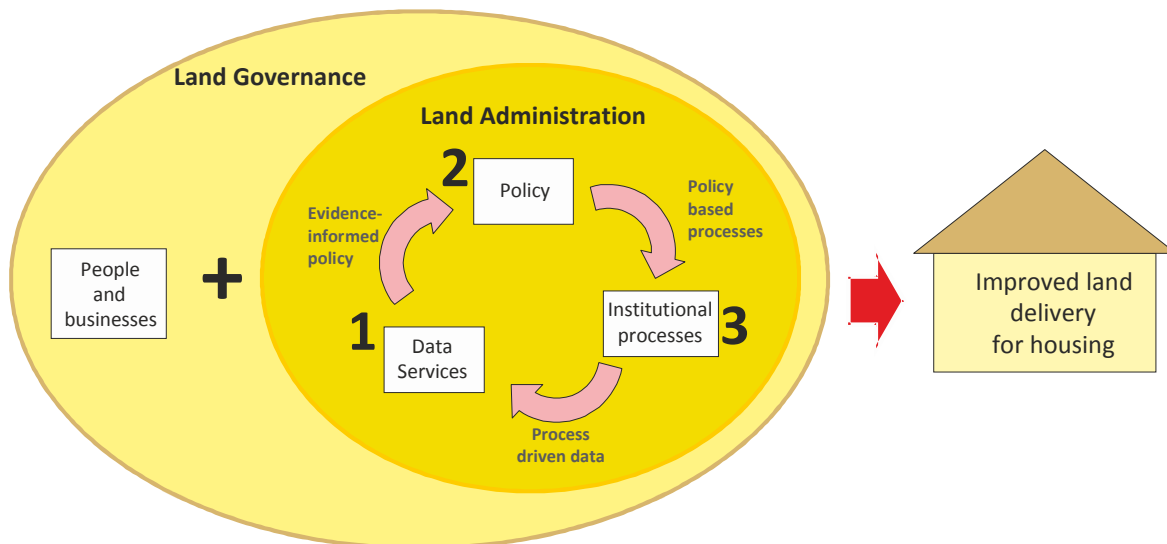 Land Governance
Land Administration
2
Policy
Policy
based
processes
Evidence-
informed
policy
People
and
businesses
+
1
Data
Services
Institutional
processes
3
Process
driven data
Improved land
delivery
for housing